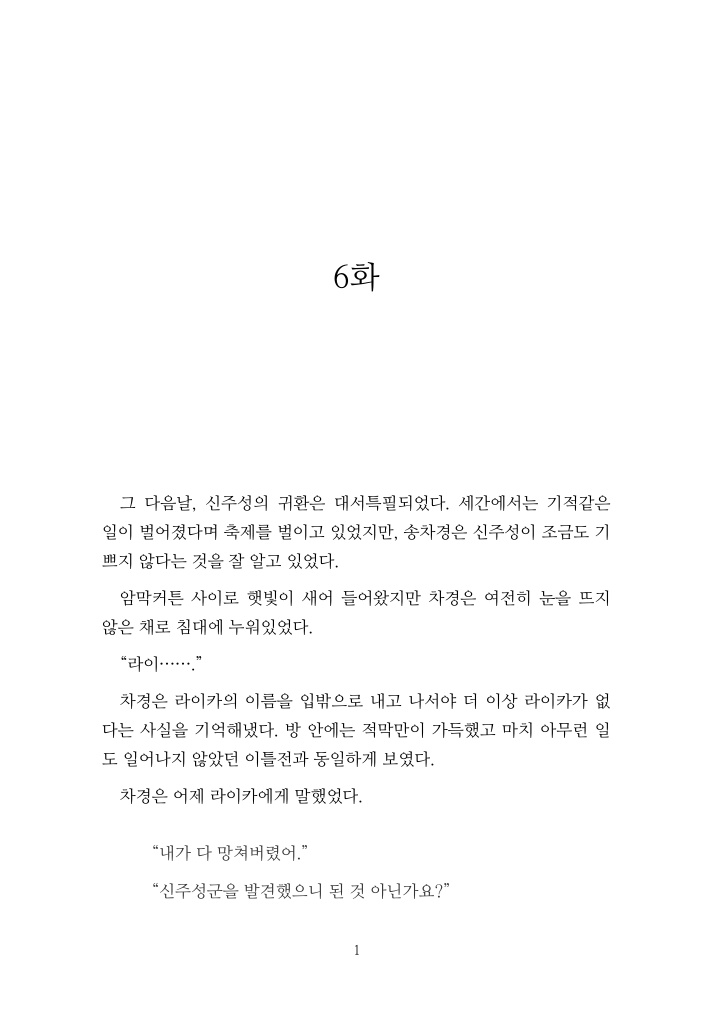 6화
그 다음날, 신주성의 귀환은 대서특필되었다. 세간에서는 기적같은
일이 벌어졌다며 축제를 벌이고 있었지만, 송차경은 신주성이 조금도 기
쁘지 않다는 것을 잘 알고 있었다.
암막커튼 사이로 햇빛이 새어 들어왔지만 차경은 여전히 눈을 뜨지
않은 채로 침대에 누워있었다.
“라이…….”
차경은 라이카의 이름을 입밖으로 내고 나서야 더 이상 라이카가 없
다는 사실을 기억해냈다. 방 안에는 적막만이 가득했고 마치 아무런 일
도 일어나지 않았던 이틀전과 동일하게 보였다.
차경은 어제 라이카에게 말했었다.
“내가 다 망쳐버렸어.”
“신주성군을 발견했으니 된 것 아닌가요?”
1